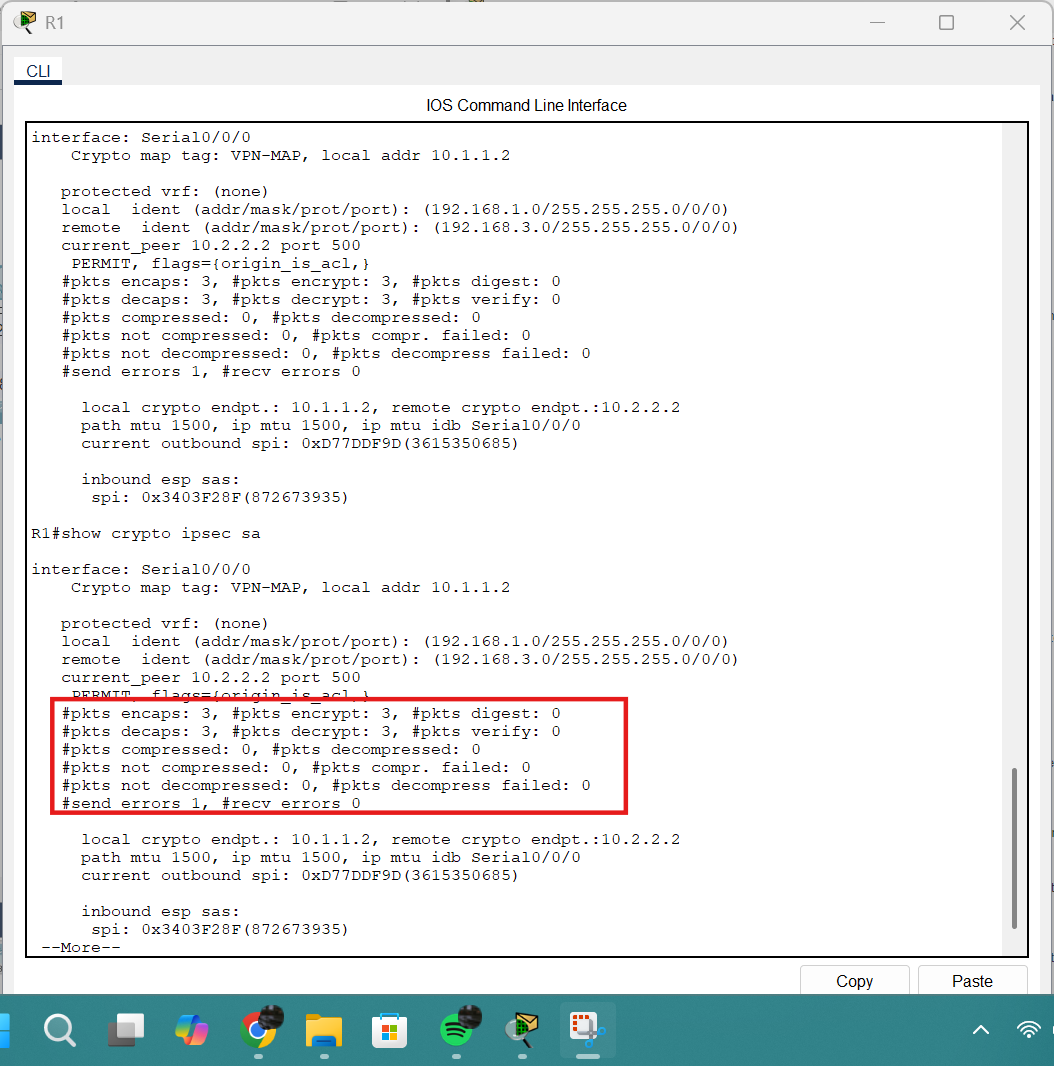 R1
CLI
IOS Command Line Interface
interface: Serial0/0/0
Crypto map tag: VPN-MAP, local addr 10.1.1.2
protected vrf: (none)
local  ident (addr/mask/prot/port): (192.168.1.0/255.255.255.0/0/0)
remote  ident (addr/mask/prot/port): (192.168.3.0/255.255.255.0/0/0)
current_peer 10.2.2.2 port 500
PERMIT, flags={origin_is_acl,}
#pkts encaps: 3, #pkts encrypt: 3, #pkts digest: 0
#pkts decaps: 3, #pkts decrypt: 3, #pkts verify: 0
#pkts compressed: 0, #pkts decompressed: 0
#pkts not compressed: 0, #pkts compr. failed: 0
#pkts not decompressed: 0, #pkts decompress failed: 0
#send errors 1, #recv errors 0
local crypto endpt.: 10.1.1.2, remote crypto endpt.:10.2.2.2
path mtu 1500, ip mtu 1500, ip mtu idb Serial0/0/0
current outbound spi: 0xD77DDF9D(3615350685)
inbound esp sas:
spi: 0x3403F28F(872673935)
R1#show crypto ipsec sa
interface: Serial0/0/0
Crypto map tag: VPN-MAP, local addr 10.1.1.2
protected vrf: (none)
local  ident (addr/mask/prot/port): (192.168.1.0/255.255.255.0/0/0)
remote  ident (addr/mask/prot/port): (192.168.3.0/255.255.255.0/0/0)
current_peer 10.2.2.2 port 500
PERMIT, flags={origin_is_acl,}
#pkts encaps: 3, #pkts encrypt: 3, #pkts digest: 0
#pkts decaps: 3, #pkts decrypt: 3, #pkts verify: 0
#pkts compressed: 0, #pkts decompressed: 0
#pkts not compressed: 0, #pkts compr. failed: 0
#pkts not decompressed: 0, #pkts decompress failed: 0
#send errors 1, #recv errors 0
local crypto endpt.: 10.1.1.2, remote crypto endpt.:10.2.2.2
path mtu 1500, ip mtu 1500, ip mtu idb Serial0/0/0
current outbound spi: 0xD77DDF9D(3615350685)
inbound esp sas:
spi: 0x3403F28F(872673935)
--More--
Copy
Paste